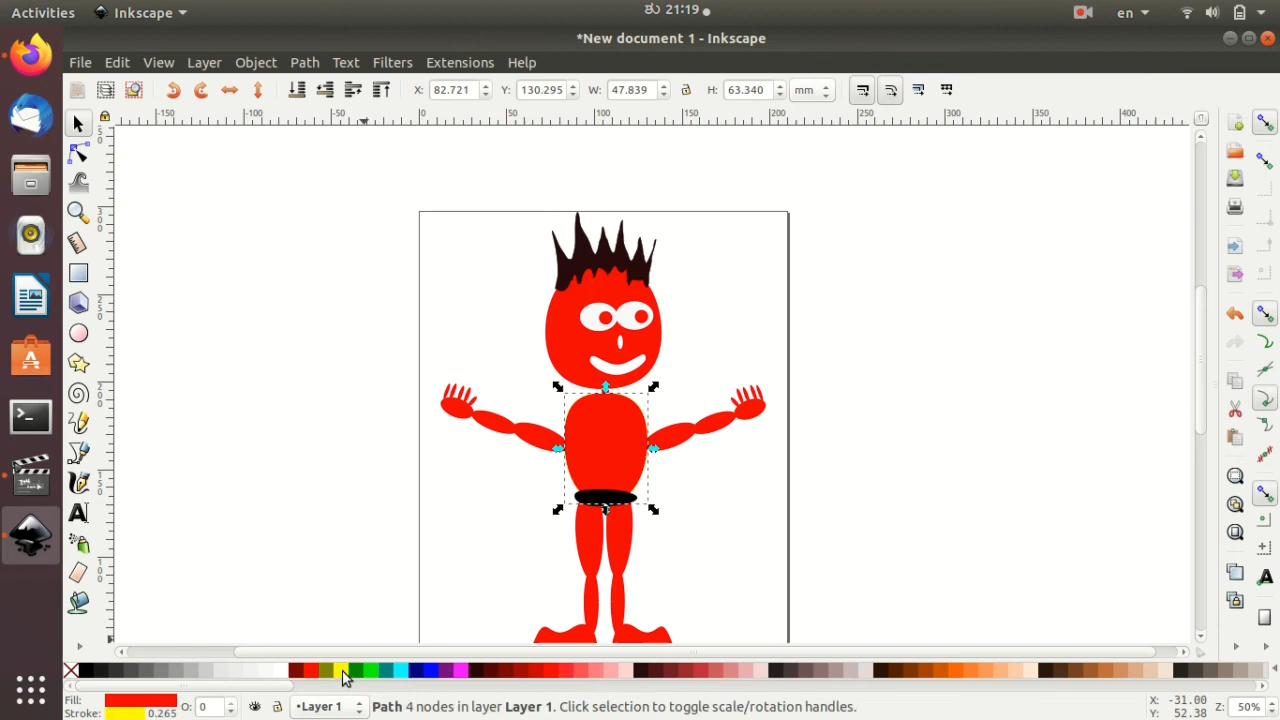 Activities Inkscape ಭಾ 21:19 en
*New document 1 - Inkscape
File Edit View Layer Object Path Text Filters Extensions Help
X: 82.721 Y: 130.295 W: 47.839 H: 63.340 mm
-150 -100 -50 0 50 100 150 200 250 300 350 400
Fill: O: 0 •Layer 1 Path 4 nodes in layer Layer 1. Click selection to toggle scale/rotation handles. X: -31.00 Z: 50%
Stroke: 0.265 Y: 52.38